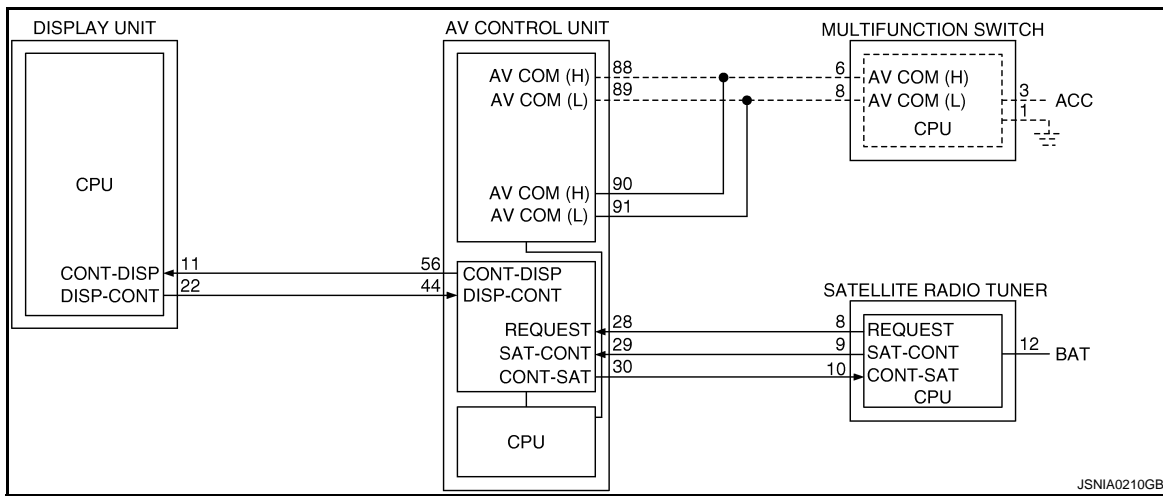 DISPLAY UNIT
CPU
CONT-DISP
DISP-CONT
11
22
AV CONTROL UNIT
AV COM (H)
AV COM (L)
88
89
AV COM (H)
AV COM (L)
90
91
56
44
CONT-DISP
DISP-CONT
REQUEST
SAT-CONT
CONT-SAT
28
29
30
CPU
MULTIFUNCTION SWITCH
6
8
AV COM (H)
AV COM (L)
CPU
3
1
ACC
SATELLITE RADIO TUNER
8
9
10
REQUEST
SAT-CONT
CONT-SAT
CPU
12
BAT
JSNIA0210GB